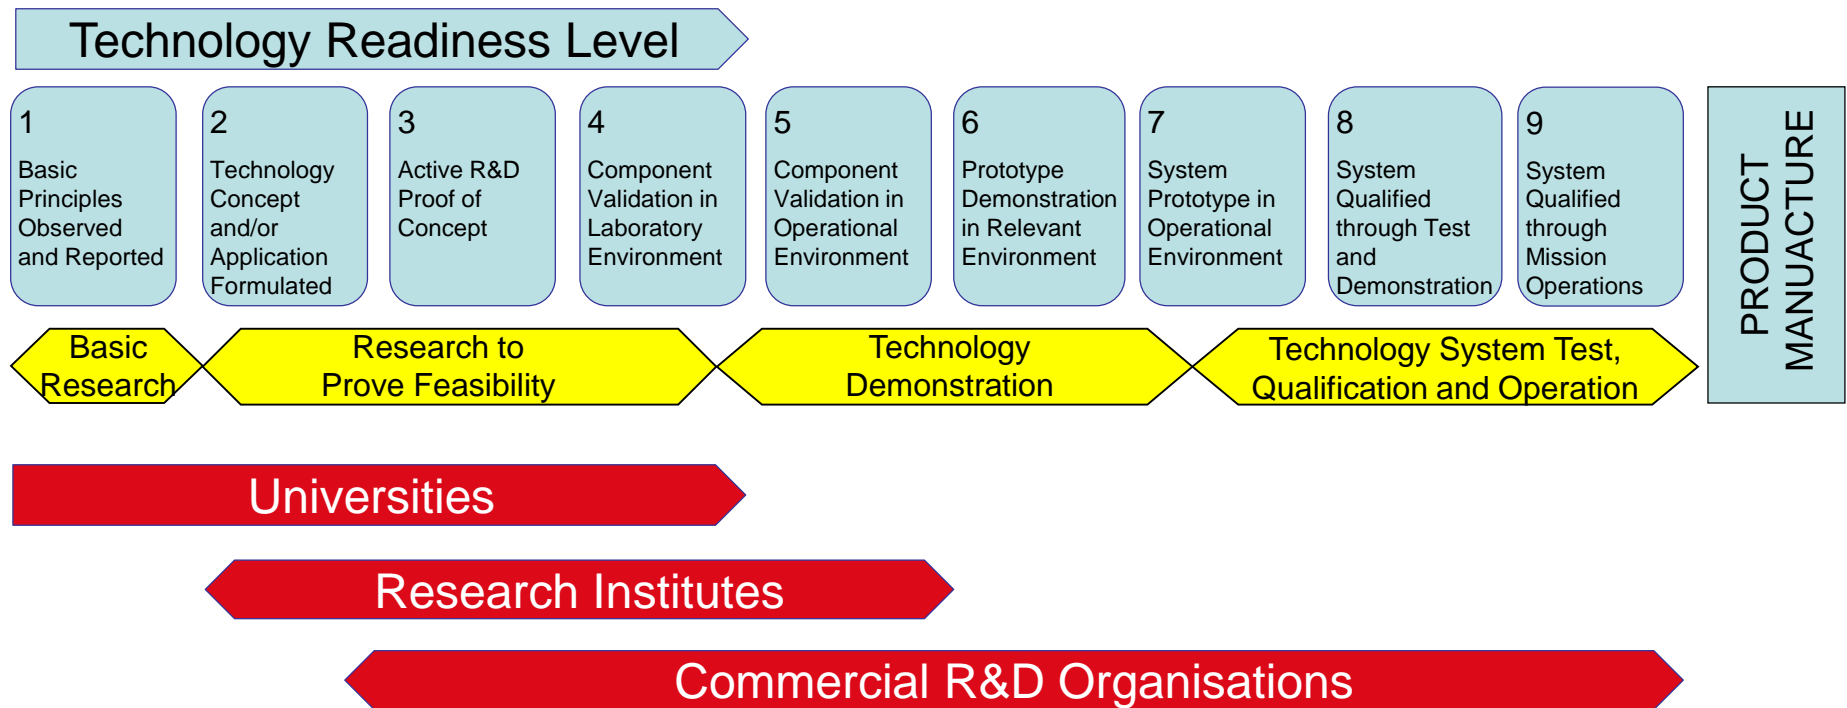 Technology Readiness Level
1
Basic
Principles
Observed
and Reported
2
Technology
Concept
and/or
Application
Formulated
3
Active R&D
Proof of
Concept
4
Component
Validation in
Laboratory
Environment
5
Component
Validation in
Operational
Environment
6
Prototype
Demonstration
in Relevant
Environment
7
System
Prototype in
Operational
Environment
8
System
Qualified
through Test
and
Demonstration
9
System
Qualified
through
Mission
Operations
PRODUCT
MANUACTURE
Basic
Research
Research to
Prove Feasibility
Technology
Demonstration
Technology System Test,
Qualification and Operation
Universities
Research Institutes
Commercial R&D Organisations